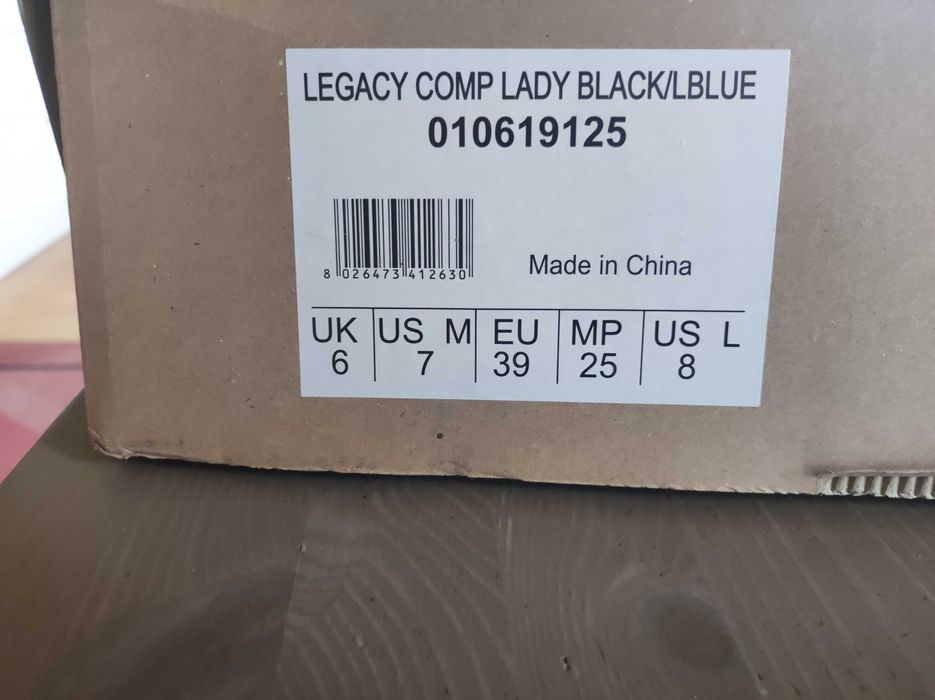 LEGACY COMP LADY BLACK/LBLUE
010619125
8 026473 412630
Made in China
UK US M EU MP US L
6 7 39 25 8